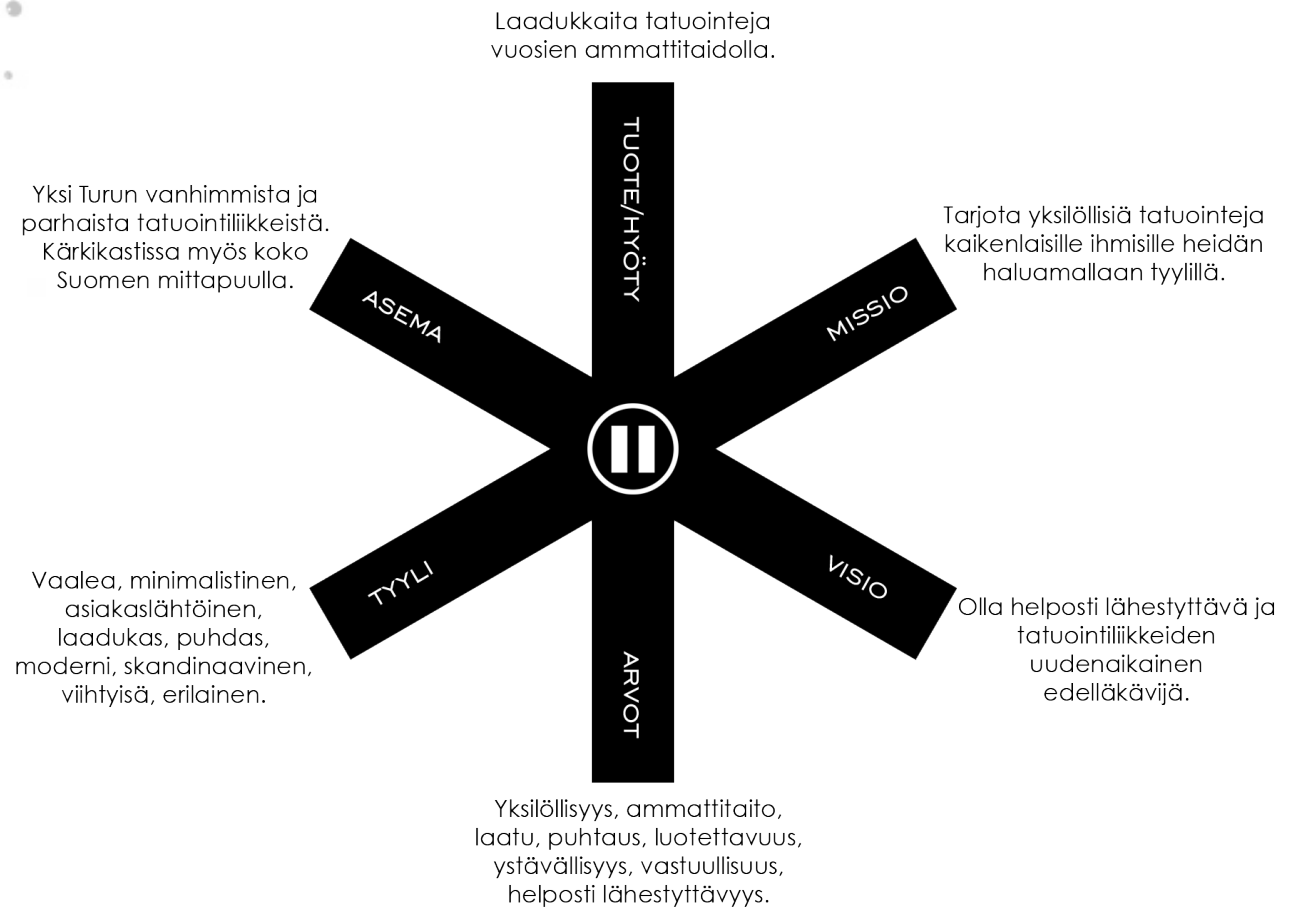 Laadukkaita tatuointeja
vuosien ammattitaidolla.
TUOTE/HYÖTY
Yksi Turun vanhimmista ja
parhaista tatuointiliikkeistä.
Kärkikastissa myös koko
Suomen mittapuulla.
ASEMA
Tarjota yksilöllisiä tatuointeja
kaikenlaisille ihmisille heidän
haluamallaan tyylillä.
MISSIO
Vaalea, minimalistinen,
asiakaslähtöinen,
laadukas, puhdas,
moderni, skandinaavinen,
viihtyisä, erilainen.
TYYLI
VISIO
Olla helposti lähestyttävä ja
tatuointiliikkeiden
uudenaikainen
edelläkävijä.
ARVOT
Yksilöllisyys, ammattitaito,
laatu, puhtaus, luotettavuus,
ystävällisyys, vastuullisuus,
helposti lähestyttävyys.